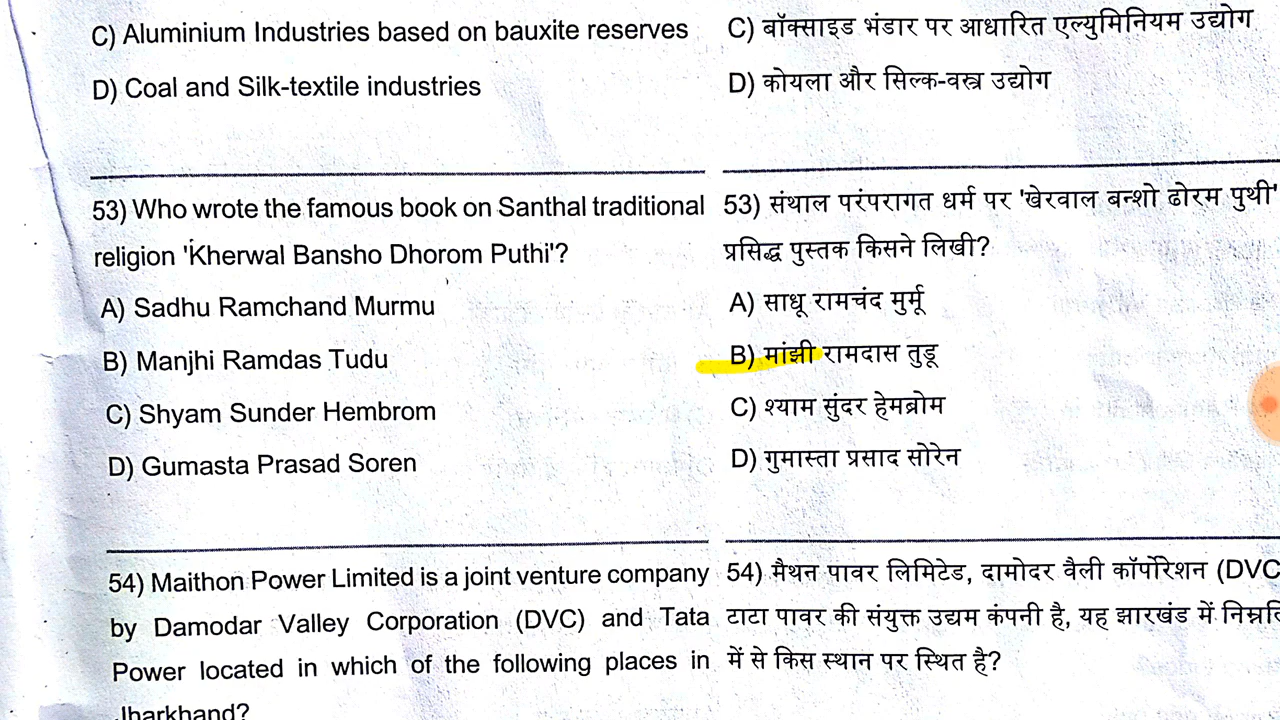 C) Aluminium Industries based on bauxite reserves
D) Coal and Silk-textile industries
53) Who wrote the famous book on Santhal traditional
religion 'Kherwal Bansho Dhorom Puthi'?
A) Sadhu Ramchand Murmu
B) Manjhi Ramdas Tudu
C) Shyam Sunder Hembrom
D) Gumasta Prasad Soren
54) Maithon Power Limited is a joint venture company
by Damodar Valley Corporation (DVC) and Tata
Power located in which of the following places in
Jharkhand?
C) बॉक्साइड भंडार पर आधारित एल्युमिनियम उद्योग
D) कोयला और सिल्क-वस्त्र उद्योग
53) संथाल परंपरागत धर्म पर 'खेरवाल बन्शो ढोरम पुथी'
प्रसिद्ध पुस्तक किसने लिखी?
A) साधू रामचंद मुर्मू
B) मांझी रामदास तुडू
C) श्याम सुंदर हेमब्रोम
D) गुमास्ता प्रसाद सोरेन
54) मैथन पावर लिमिटेड, दामोदर वैली कॉर्पोरेशन (DVC
टाटा पावर की संयुक्त उद्यम कंपनी है, यह झारखंड में
में से किस स्थान पर स्थित है?